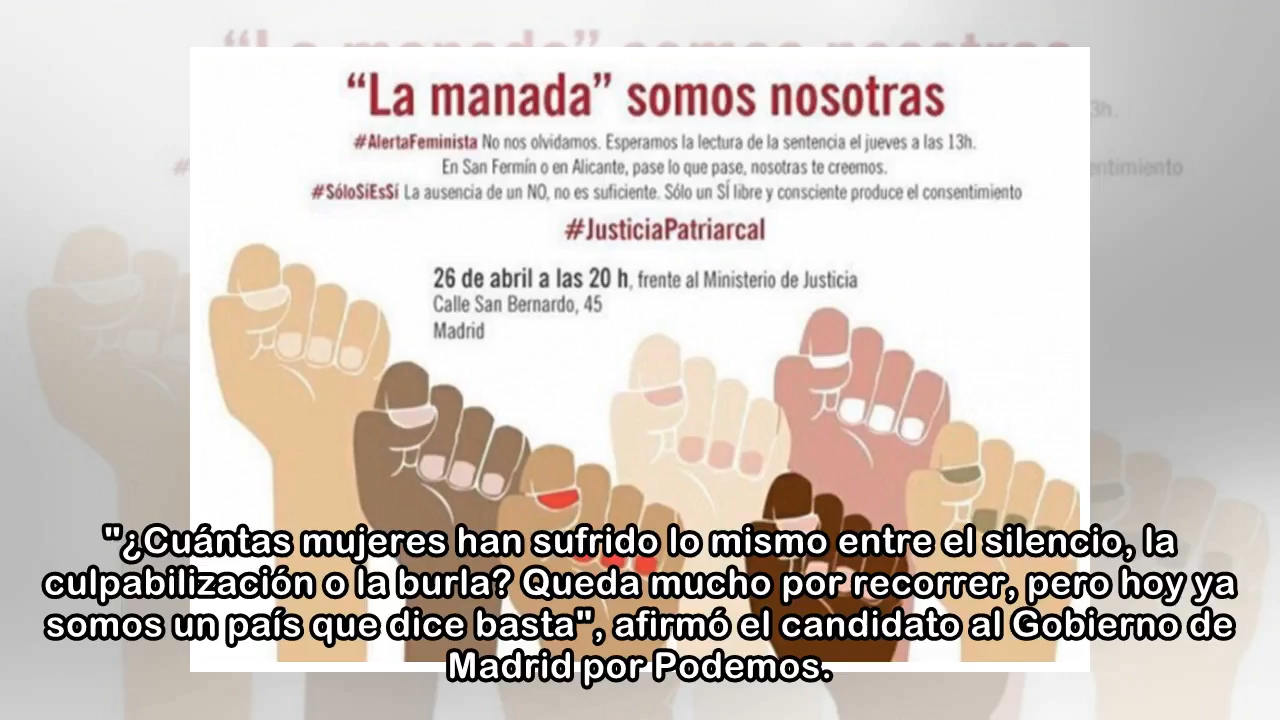 “La manada” somos nosotras
#AlertaFeminista No nos olvidamos. Esperamos la lectura de la sentencia el jueves a las 13h.
En San Fermín o en Alicante, pase lo que pase, nosotras te creemos.
#SóloSíEsSí La ausencia de un NO, no es suficiente. Sólo un SÍ libre y consciente produce el consentimiento
#JusticiaPatriarcal
26 de abril a las 20 h, frente al Ministerio de Justicia
Calle San Bernardo, 45
Madrid
"¿Cuántas mujeres han sufrido lo mismo entre el silencio, la
culpabilización o la burla? Queda mucho por recorrer, pero hoy ya
somos un país que dice basta", afirmó el candidato al Gobierno de
Madrid por Podemos.